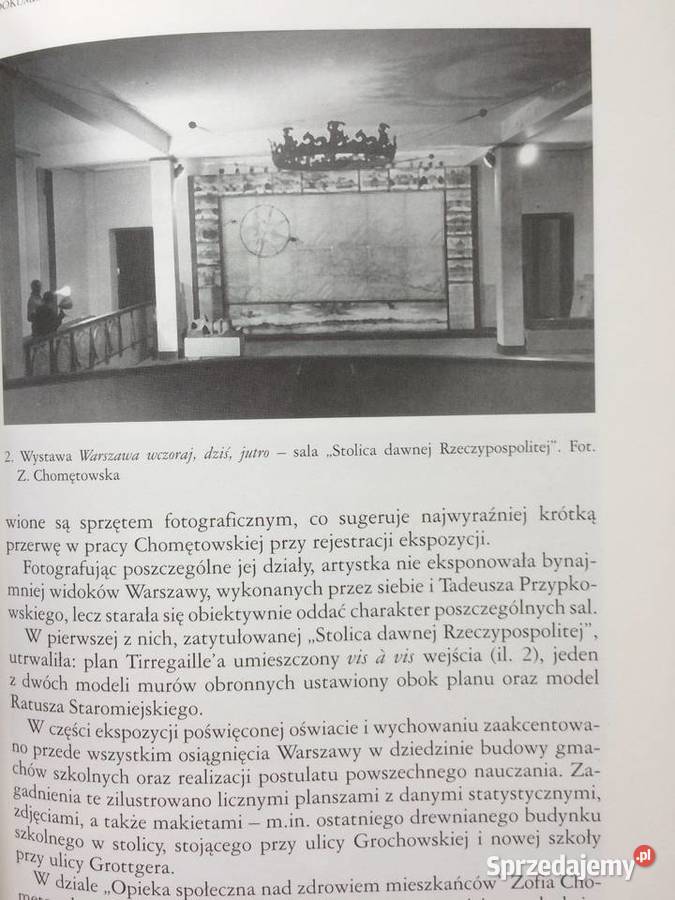 2. Wystawa Warszawa wczoraj, dziś, jutro – sala „Stolica dawnej Rzeczypospolitej”. Fot.
Z. Chomętowska
wione są sprzętem fotograficznym, co sugeruje najwyraźniej krótką
przerwę w pracy Chomętowskiej przy rejestracji ekspozycji.
Fotografując poszczególne jej działy, artystka nie eksponowała bynaj-
mniej widoków Warszawy, wykonanych przez siebie i Tadeusza Przypko-
wskiego, lecz starała się obiektywnie oddać charakter poszczególnych sal.
W pierwszej z nich, zatytułowanej „Stolica dawnej Rzeczypospolitej”,
utrwaliła: plan Tirregaille’a umieszczony vis à vis wejścia (il. 2), jeden
z dwóch modeli murów obronnych ustawiony obok planu oraz model
Ratusza Staromiejskiego.
W części ekspozycji poświęconej oświacie i wychowaniu zaakcentowa-
no przede wszystkim osiągnięcia Warszawy w dziedzinie budowy gma-
chów szkolnych oraz realizacji postulatu powszechnego nauczania. Za-
gadnienia te zilustrowano licznymi planszami z danymi statystycznymi,
zdjęciami, a także makietami – m.in. ostatniego drewnianego budynku
szkolnego w stolicy, stojącego przy ulicy Grochowskiej i nowej szkoły
przy ulicy Grottgera.
W dziale „Opieka społeczna nad zdrowiem mieszkańców” Zofia Cho-
Sprzedajemy.pl